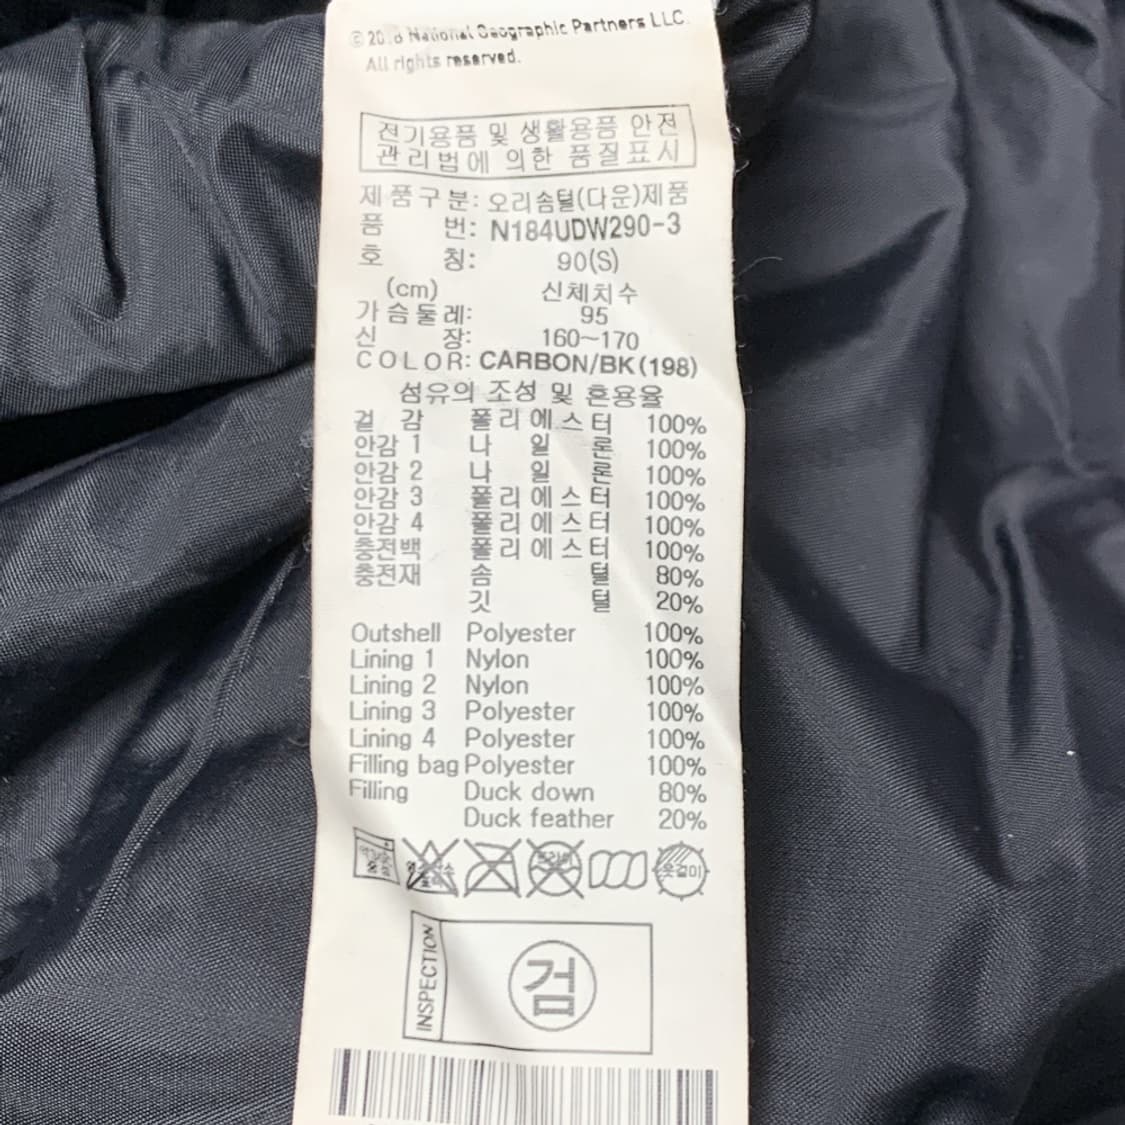 © 2018 National Geographic Partners LLC.
All rights reserved.
전기용품 및 생활용품 안전
관리법에 의한 품질표시
제품구분: 오리솜털(다운)제품
품 번: N184UDW290-3
호 칭: 90(S)
(cm) 신체치수
가슴둘레: 95
신 장: 160~170
COLOR: CARBON/BK(198)
섬유의 조성 및 혼용율
겉 감 폴리에스터 100%
안감 1 나 일 론 100%
안감 2 나 일 론 100%
안감 3 폴리에스터 100%
안감 4 폴리에스터 100%
충전백 폴리에스터 100%
충전재 솜 털 80%
깃 털 20%
Outshell Polyester 100%
Lining 1 Nylon 100%
Lining 2 Nylon 100%
Lining 3 Polyester 100%
Lining 4 Polyester 100%
Filling bag Polyester 100%
Filling Duck down 80%
Duck feather 20%
옷걸이
INSPECTION
검